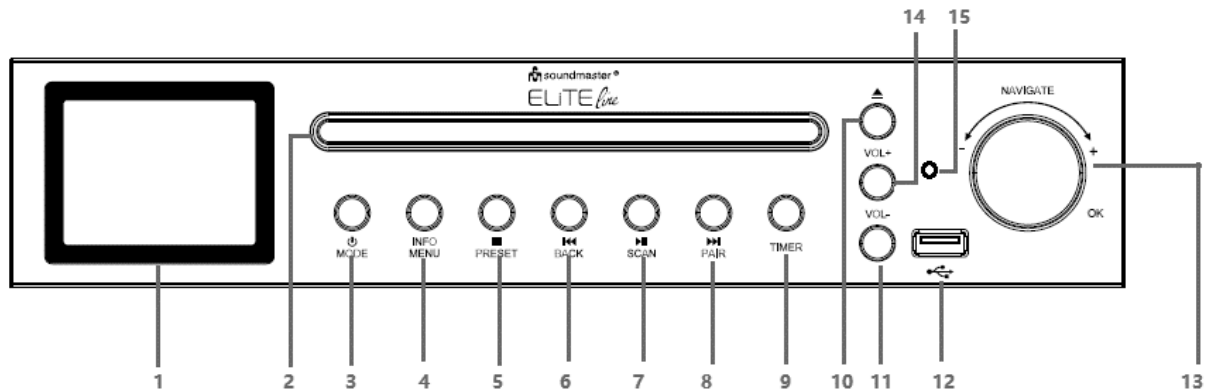 14 15
soundmaster®
ELiTE line
NAVIGATE
VOL+
- +
VOL-
OK
INFO
MODE MENU PRESET BACK SCAN PAIR TIMER
1 2 3 4 5 6 7 8 9 10 11 12 13